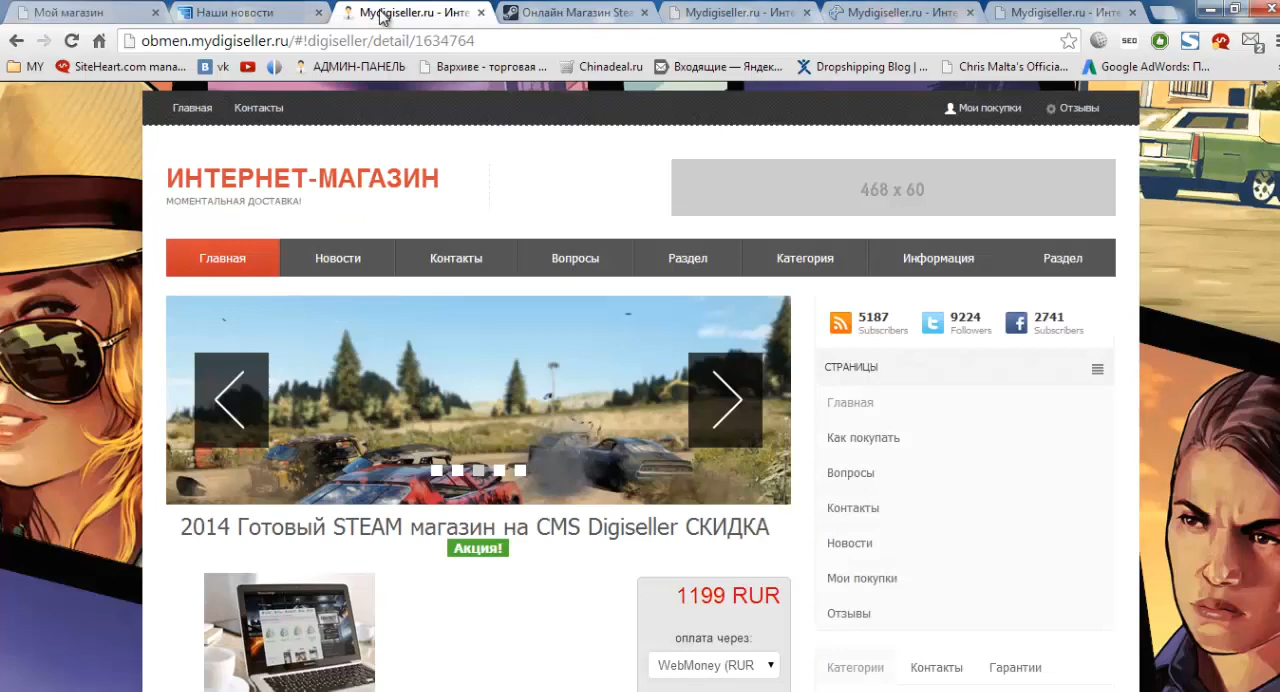 Мой магазин
Наши новости
Mydigiseller.ru - Инте
Онлайн Магазин Stea
Mydigiseller.ru - Инте
Mydigiseller.ru - Инте
Mydigiseller.ru - Инте
obmen.mydigiseller.ru/#!digiseller/detail/1634764
SEO
2
MY
SiteHeart.com mana...
vk
АДМИН-ПАНЕЛЬ
Вархиве - торговая ...
Chinadeal.ru
Входящие — Яндек...
Dropshipping Blog | ...
Chris Malta's Officia...
Google AdWords: П...
Главная
Контакты
Мои покупки
Отзывы
ИНТЕРНЕТ-МАГАЗИН
МОМЕНТАЛЬНАЯ ДОСТАВКА!
468 x 60
Главная
Новости
Контакты
Вопросы
Раздел
Категория
Информация
Раздел
5187
Subscribers
9224
Followers
2741
Subscribers
СТРАНИЦЫ
Главная
Как покупать
Вопросы
Контакты
Новости
Мои покупки
Отзывы
2014 Готовый STEAM магазин на CMS Digiseller СКИДКА
Акция!
1199 RUR
оплата через:
WebMoney (RUR
Категории
Контакты
Гарантии